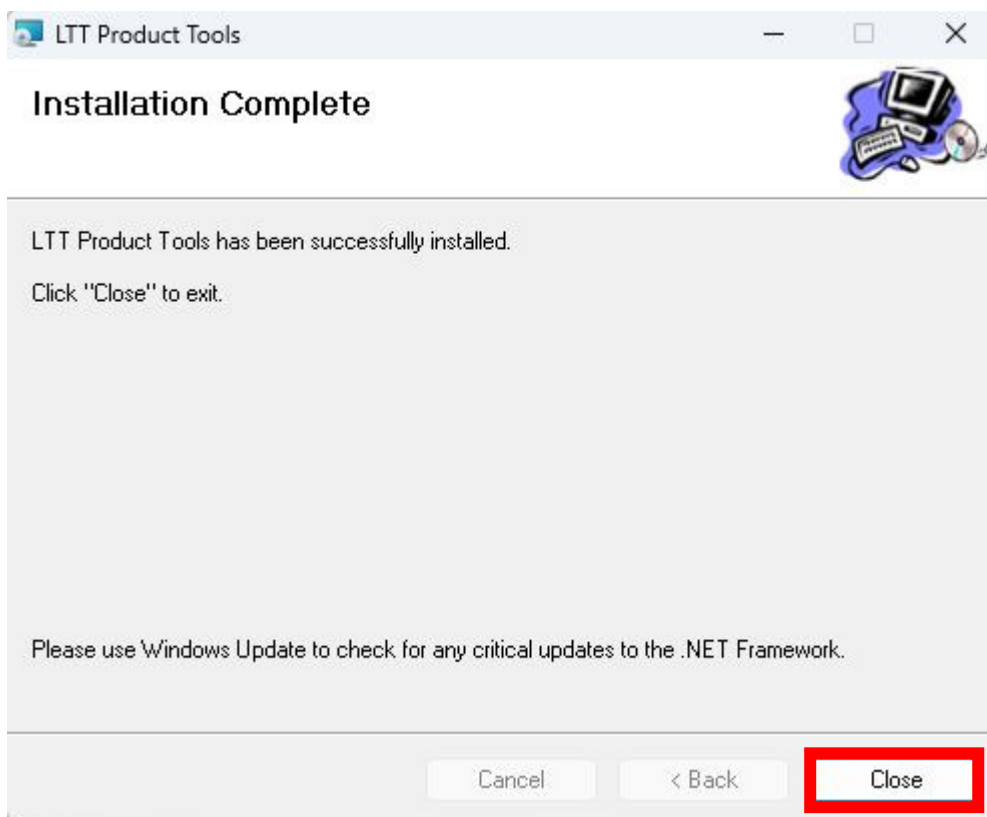 LTT Product Tools
Installation Complete
LTT Product Tools has been successfully installed.
Click "Close" to exit.
Please use Windows Update to check for any critical updates to the .NET Framework.
Cancel
< Back
Close